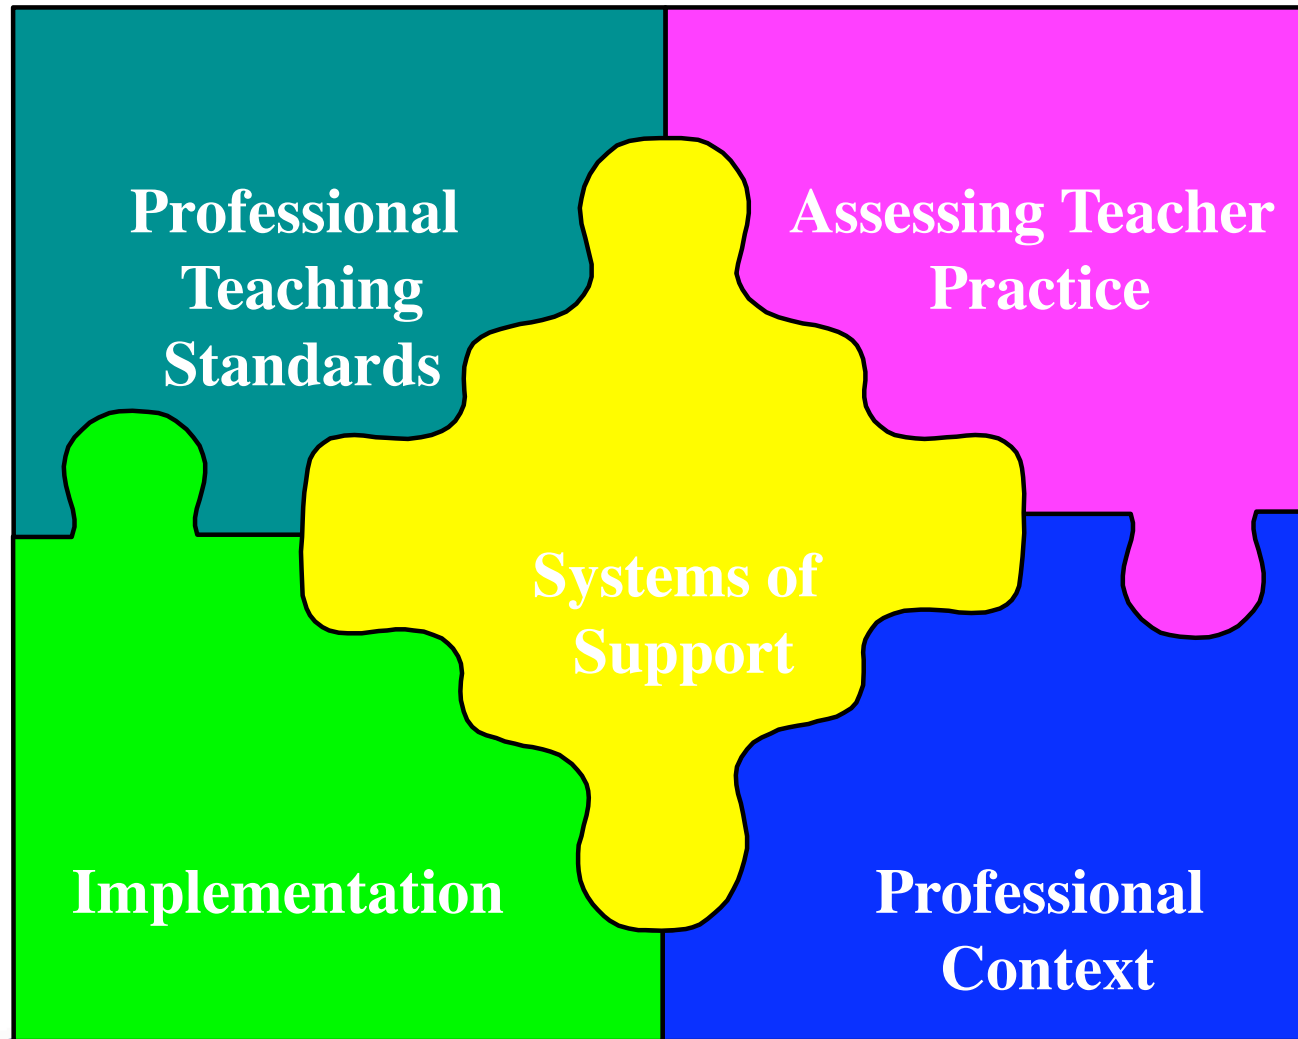 Professional
Teaching
Standards
Assessing Teacher
Practice
Systems of
Support
Implementation
Professional
Context